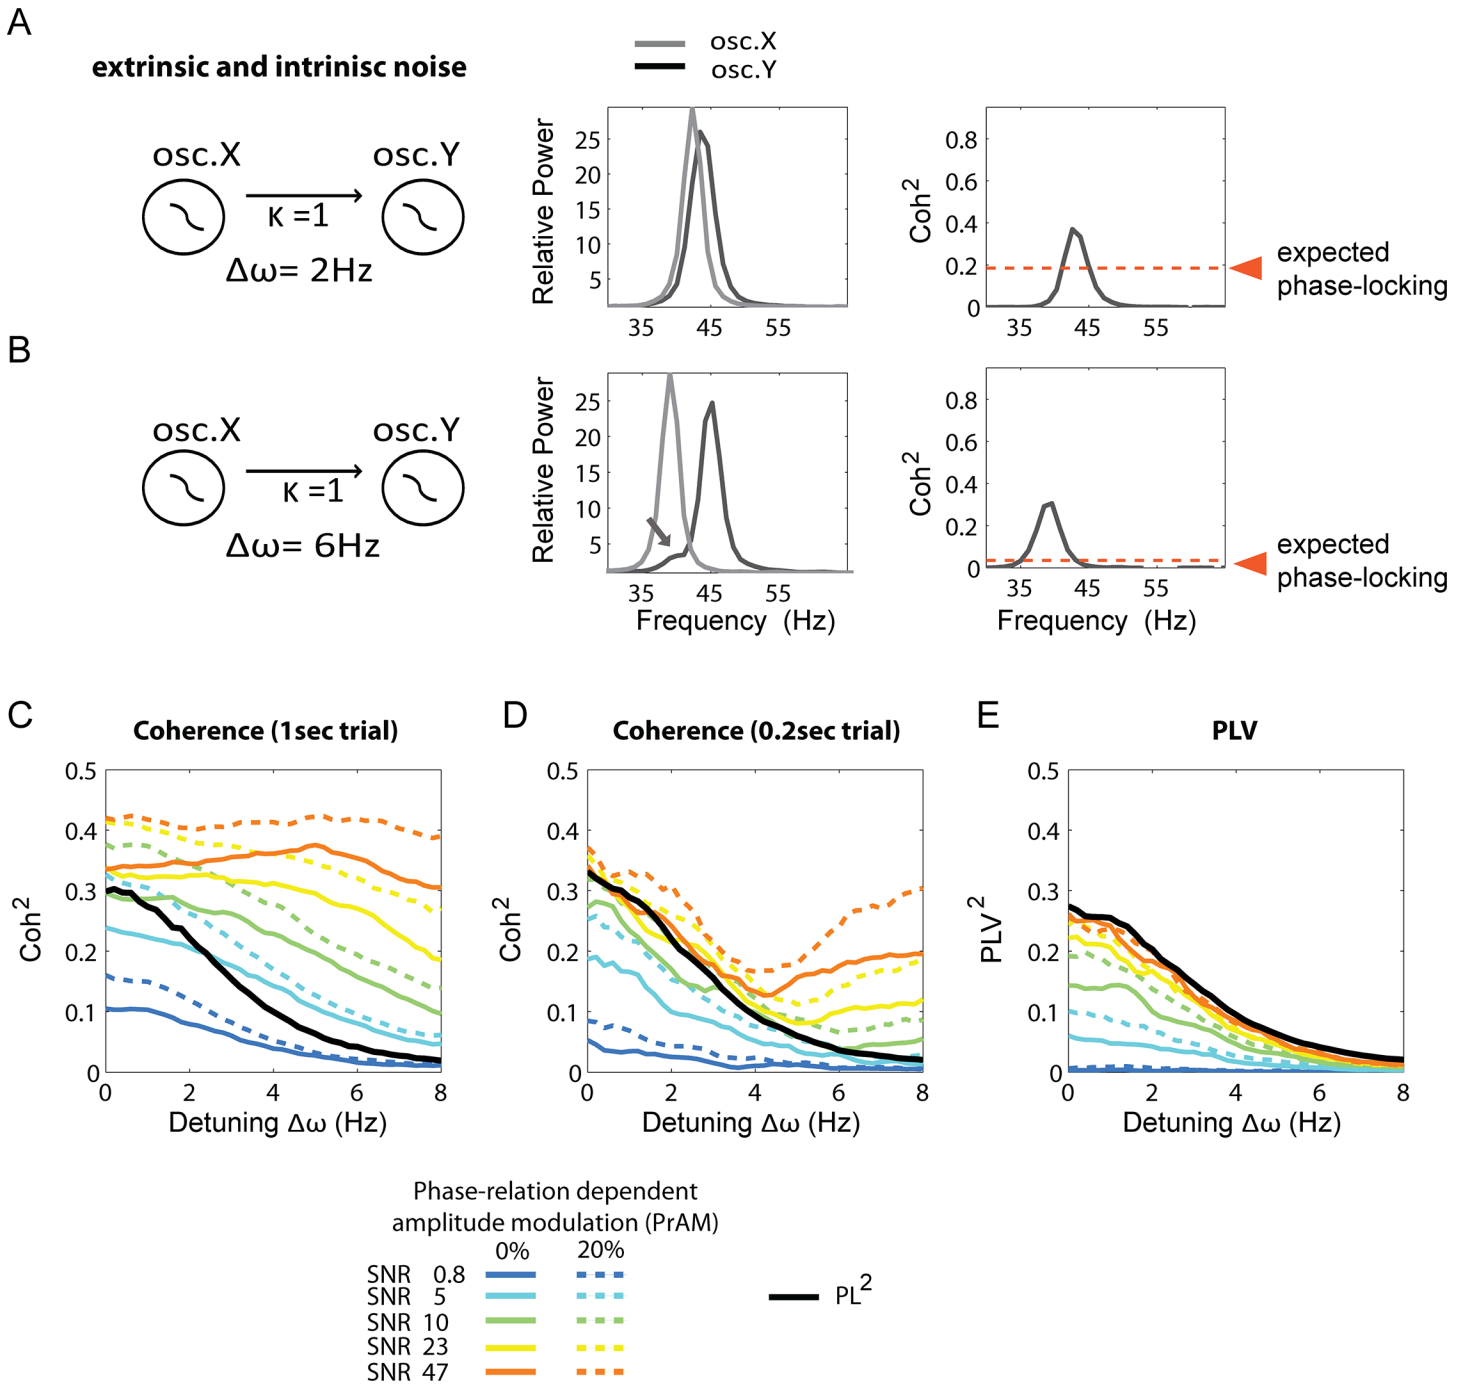 A
extrinsic and intrinisc noise
osc.X
osc.Y
osc.X
osc.Y
κ =1
Δω= 2Hz
Relative Power
25
20
15
10
5
35 45 55
Coh²
0.8
0.6
0.4
0.2
0
35 45 55
expected
phase-locking
B
osc.X
osc.Y
κ =1
Δω= 6Hz
Relative Power
25
20
15
10
5
35 45 55
Frequency (Hz)
Coh²
0.8
0.6
0.4
0.2
0
35 45 55
Frequency (Hz)
expected
phase-locking
C
Coherence (1sec trial)
Coh²
0.5
0.4
0.3
0.2
0.1
0
0 2 4 6 8
Detuning Δω (Hz)
D
Coherence (0.2sec trial)
Coh²
0.5
0.4
0.3
0.2
0.1
0
0 2 4 6 8
Detuning Δω (Hz)
E
PLV
PLV²
0.5
0.4
0.3
0.2
0.1
0
0 2 4 6 8
Detuning Δω (Hz)
Phase-relation dependent
amplitude modulation (PrAM)
0% 20%
SNR 0.8
SNR 5
SNR 10
SNR 23
SNR 47
PL²